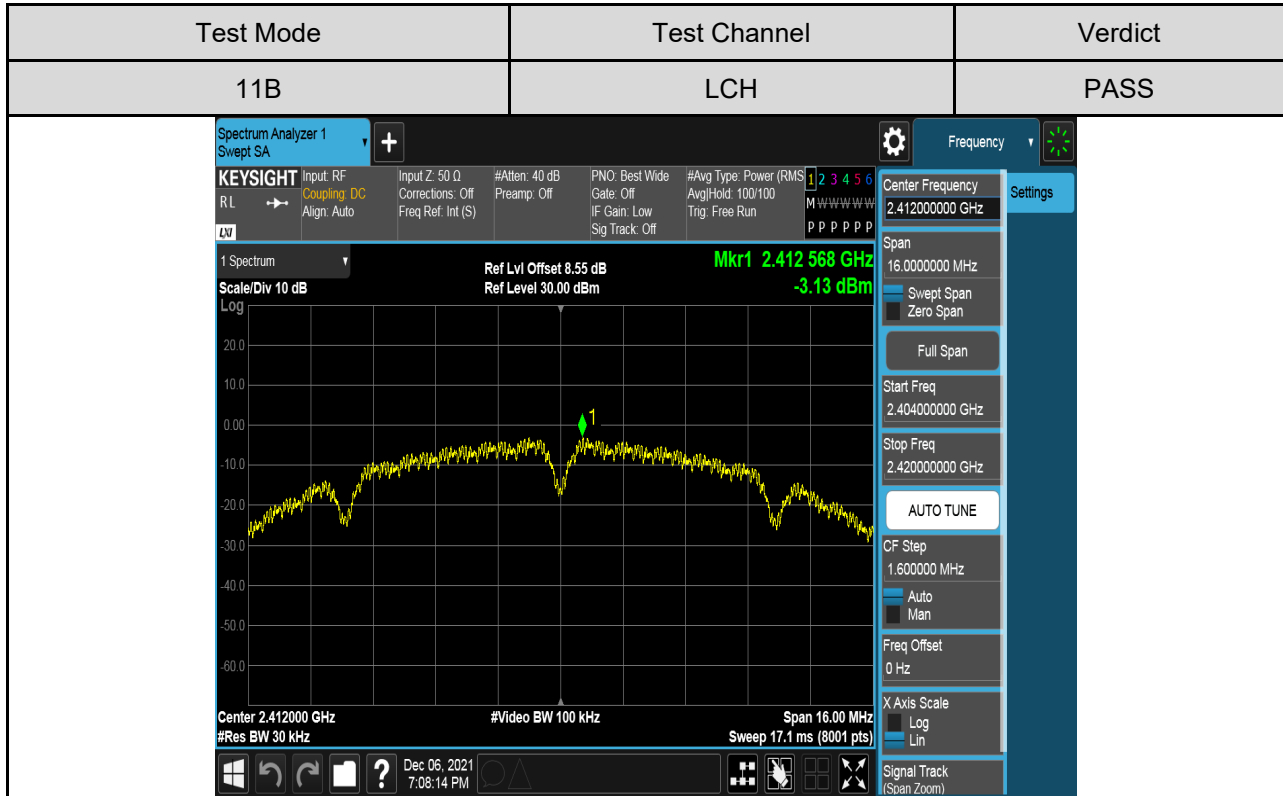 Test Mode Test Channel Verdict
11B LCH PASS
Spectrum Analyzer 1
Swept SA
+
Frequency
KEYSIGHT
RL
LXI
Input: RF
Coupling: DC
Align: Auto
Input Z: 50 Ω
Corrections: Off
Freq Ref: Int (S)
#Atten: 40 dB
Preamp: Off
PNO: Best Wide
Gate: Off
IF Gain: Low
Sig Track: Off
#Avg Type: Power (RMS
Avg|Hold: 100/100
Trig: Free Run
1 2 3 4 5 6
M W W W W W
P P P P P P
1 Spectrum
Scale/Div 10 dB
Log
Ref Lvl Offset 8.55 dB
Ref Level 30.00 dBm
Mkr1 2.412 568 GHz
-3.13 dBm
20.0
10.0
0.00
-10.0
-20.0
-30.0
-40.0
-50.0
-60.0
1
Center 2.412000 GHz
#Res BW 30 kHz
#Video BW 100 kHz
Span 16.00 MHz
Sweep 17.1 ms (8001 pts)
Center Frequency
2.412000000 GHz
Settings
Span
16.0000000 MHz
Swept Span
Zero Span
Full Span
Start Freq
2.404000000 GHz
Stop Freq
2.420000000 GHz
AUTO TUNE
CF Step
1.600000 MHz
Auto
Man
Freq Offset
0 Hz
X Axis Scale
Log
Lin
Signal Track
(Span Zoom)
?
Dec 06, 2021
7:08:14 PM